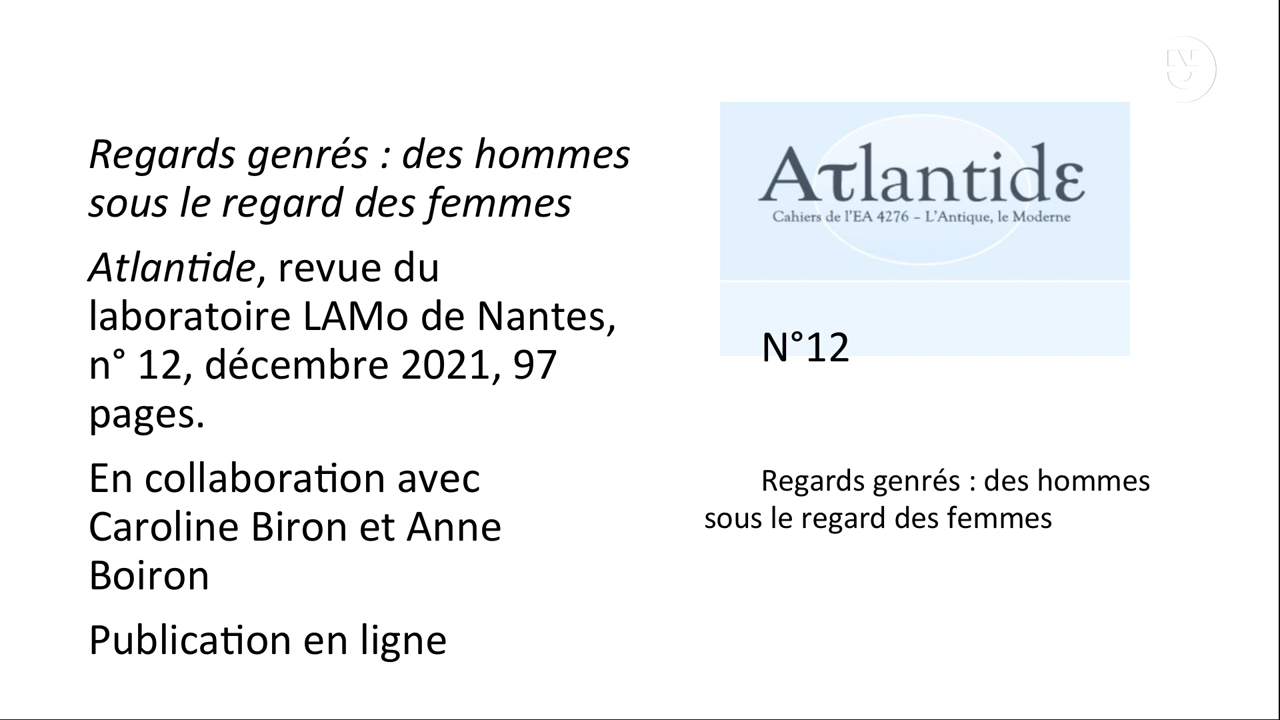 Regards genrés : des hommes
sous le regard des femmes
Atlantide, revue du
laboratoire LAMo de Nantes,
n° 12, décembre 2021, 97
pages.
En collaboration avec
Caroline Biron et Anne
Boiron
Publication en ligne
Aτlantidε
Cahiers de l'EA 4276 – L'Antique, le Moderne
N°12
Regards genrés : des hommes
sous le regard des femmes